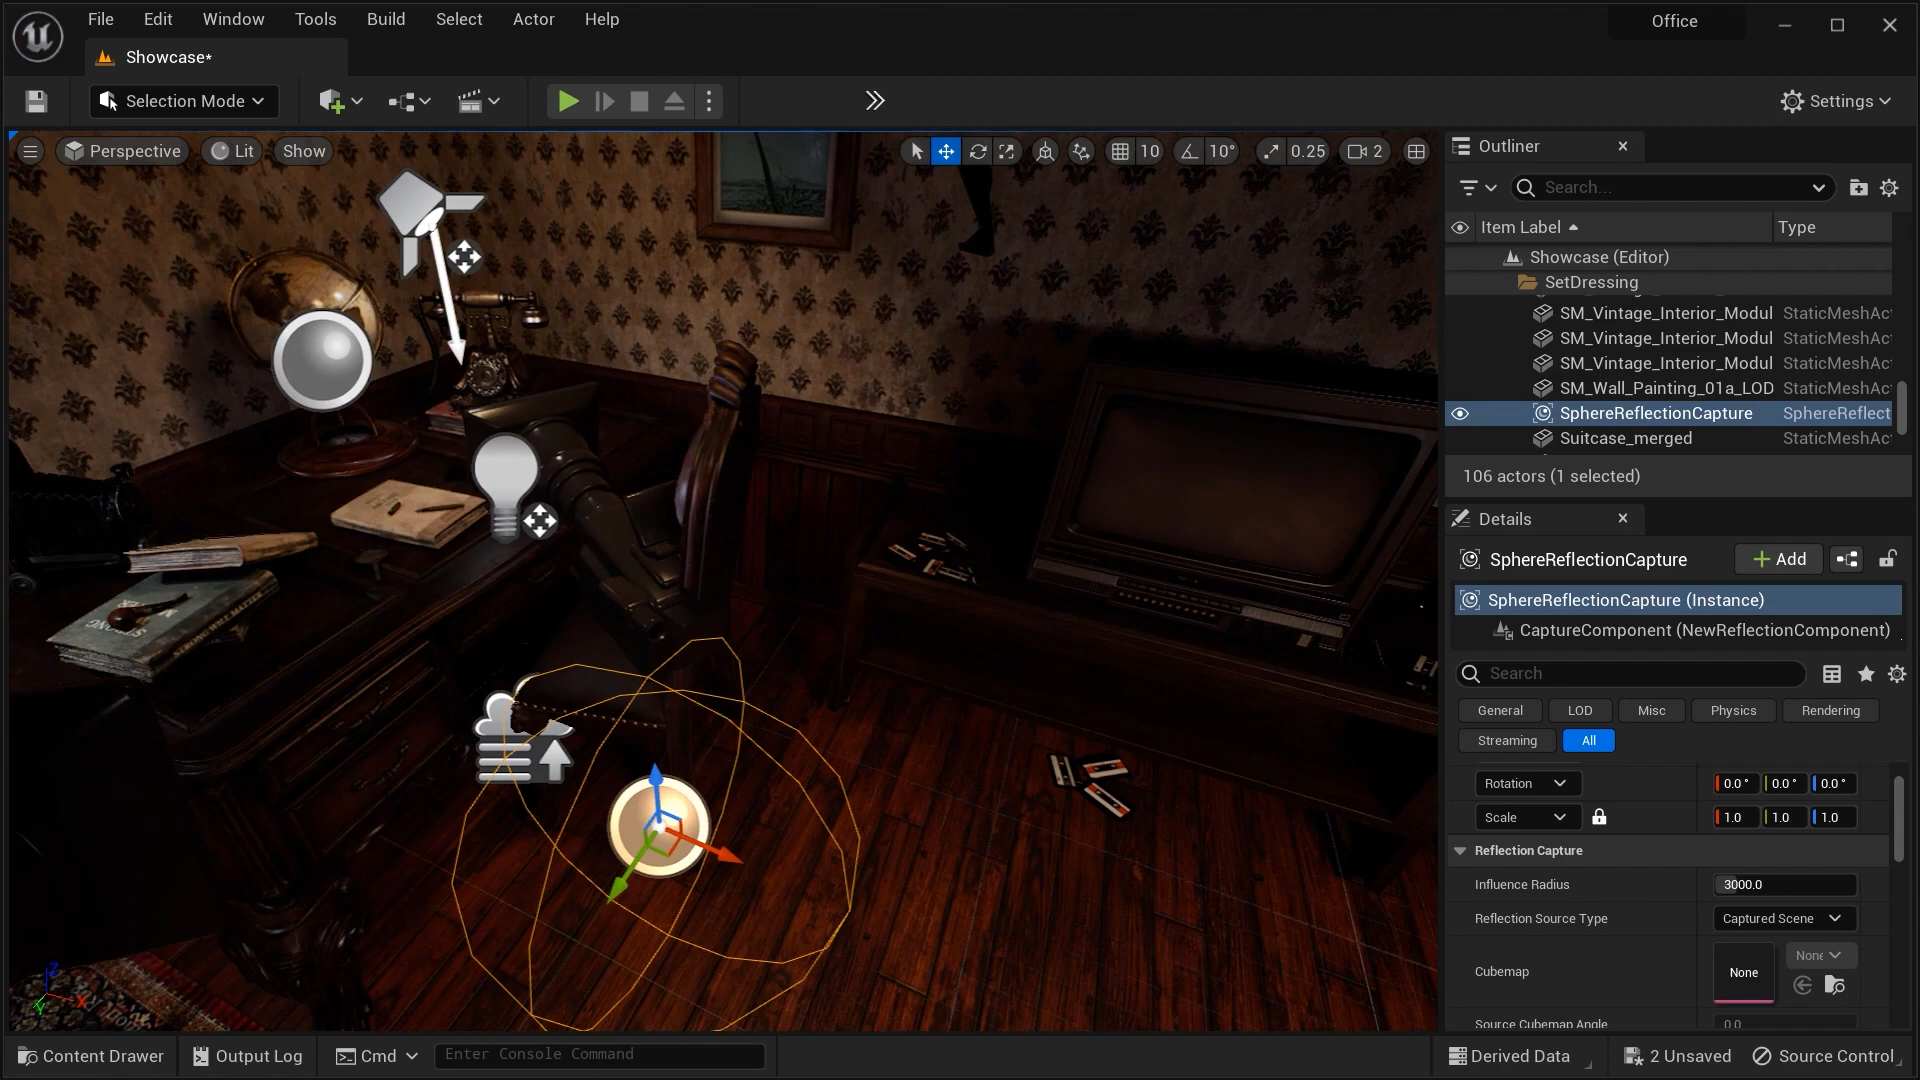 File Edit Window Tools Build Select Actor Help
Office
Showcase*
Selection Mode
Settings
Perspective Lit Show
10 10° 0.25 2
Outliner
Search...
Item Label Type
Showcase (Editor)
SetDressing
SM_Vintage_Interior_Modul StaticMeshAct
SM_Vintage_Interior_Modul StaticMeshAct
SM_Vintage_Interior_Modul StaticMeshAct
SM_Wall_Painting_01a_LOD StaticMeshAct
SphereReflectionCapture SphereReflect
Suitcase_merged StaticMeshAct
106 actors (1 selected)
Details
SphereReflectionCapture
Add
SphereReflectionCapture (Instance)
CaptureComponent (NewReflectionComponent)
Search
General LOD Misc Physics Rendering
Streaming All
Rotation 0.0° 0.0° 0.0°
Scale 1.0 1.0 1.0
Reflection Capture
Influence Radius 3000.0
Reflection Source Type Captured Scene
Cubemap None None
Source Cubemap Angle 0.0
Z
X
Y
Content Drawer Output Log Cmd Enter Console Command
Derived Data 2 Unsaved Source Control